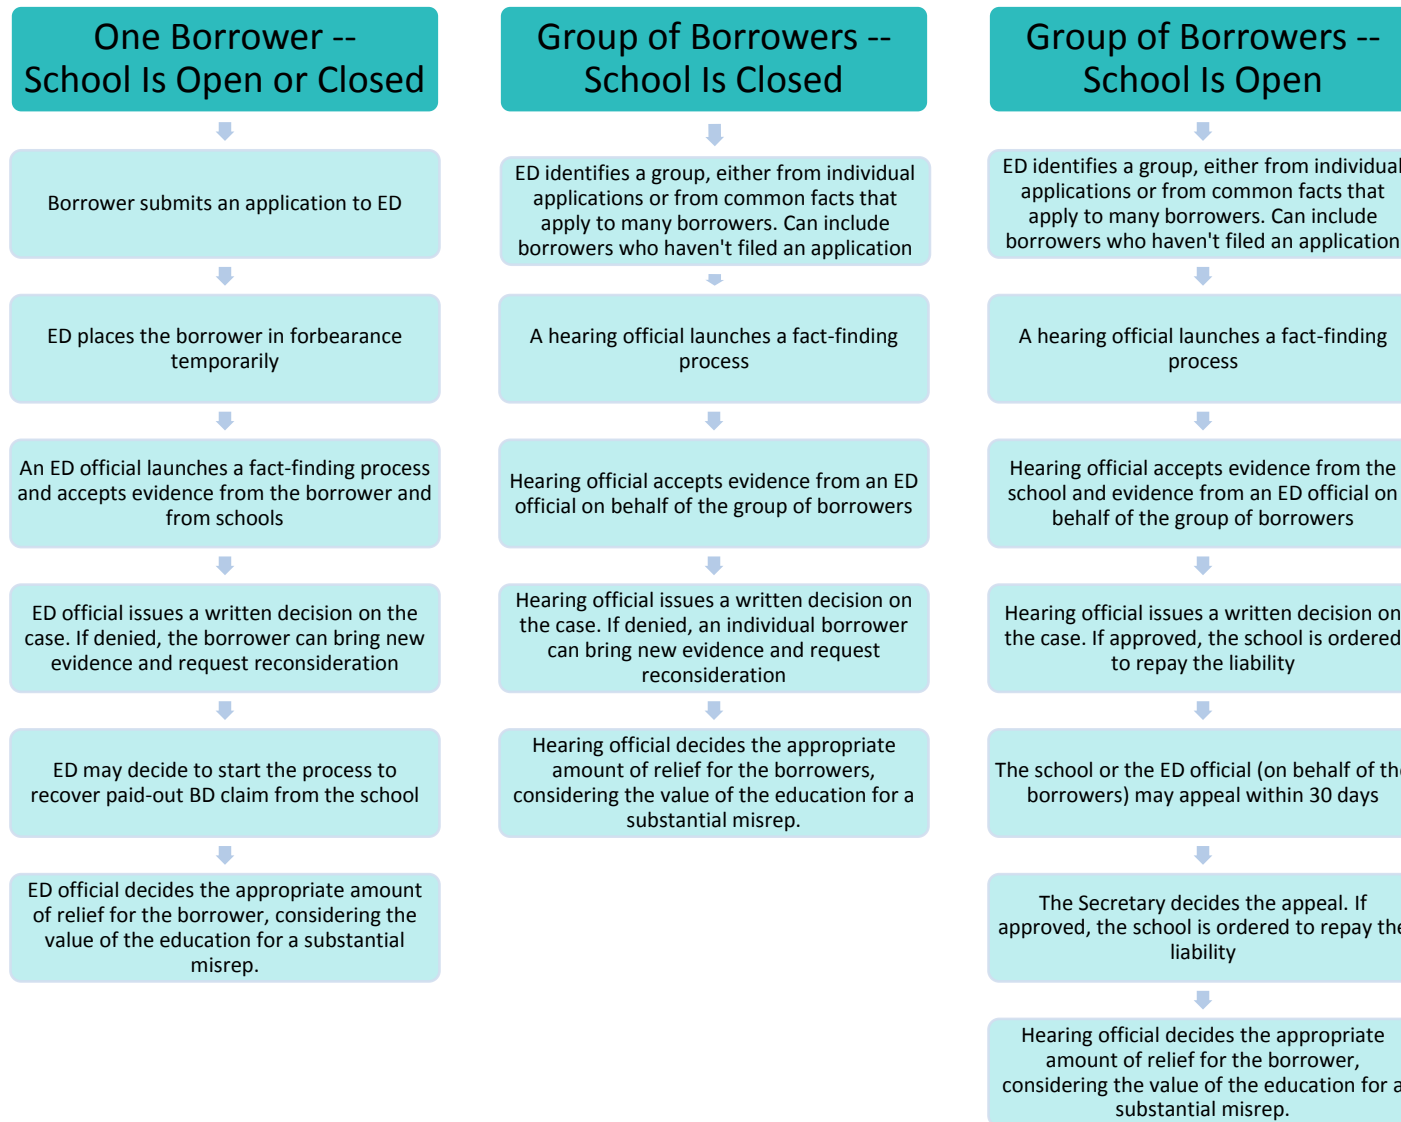 One Borrower --
School Is Open or Closed
Borrower submits an application to ED
ED places the borrower in forbearance
temporarily
An ED official launches a fact-finding process
and accepts evidence from the borrower and
from schools
ED official issues a written decision on the
case. If denied, the borrower can bring new
evidence and request reconsideration
ED may decide to start the process to
recover paid-out BD claim from the school
ED official decides the appropriate amount
of relief for the borrower, considering the
value of the education for a substantial
misrep.
Group of Borrowers --
School Is Closed
ED identifies a group, either from individual
applications or from common facts that
apply to many borrowers. Can include
borrowers who haven't filed an application
A hearing official launches a fact-finding
process
Hearing official accepts evidence from an ED
official on behalf of the group of borrowers
Hearing official issues a written decision on
the case. If denied, an individual borrower
can bring new evidence and request
reconsideration
Hearing official decides the appropriate
amount of relief for the borrowers,
considering the value of the education for a
substantial misrep.
Group of Borrowers --
School Is Open
ED identifies a group, either from individual
applications or from common facts that
apply to many borrowers. Can include
borrowers who haven't filed an application
A hearing official launches a fact-finding
process
Hearing official accepts evidence from the
school and evidence from an ED official on
behalf of the group of borrowers
Hearing official issues a written decision on
the case. If approved, the school is ordered
to repay the liability
The school or the ED official (on behalf of the
borrowers) may appeal within 30 days
The Secretary decides the appeal. If
approved, the school is ordered to repay the
liability
Hearing official decides the appropriate
amount of relief for the borrower,
considering the value of the education for a
substantial misrep.